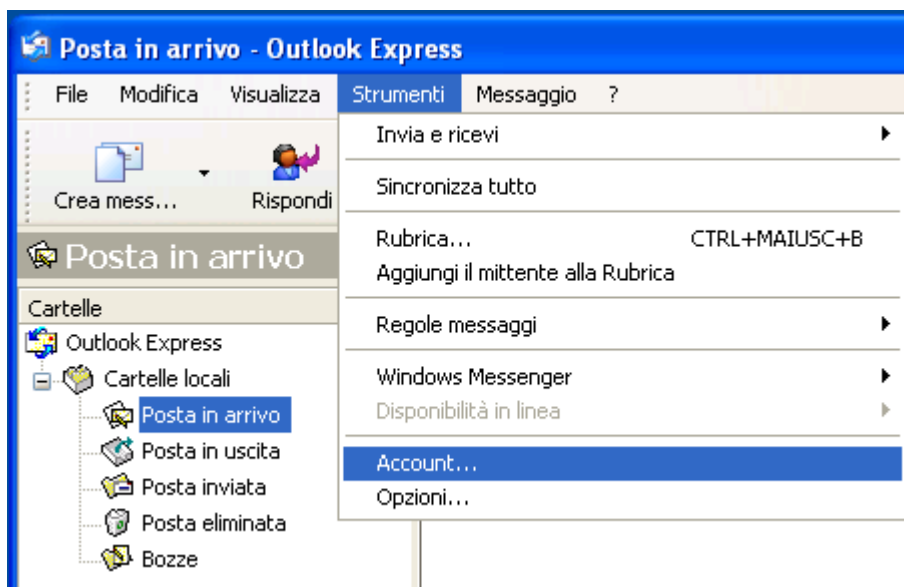 Posta in arrivo - Outlook Express
File Modifica Visualizza Strumenti Messaggio ?
Crea mess... Rispondi
Posta in arrivo
Cartelle
Outlook Express
Cartelle locali
Posta in arrivo
Posta in uscita
Posta inviata
Posta eliminata
Bozze
Invia e ricevi
Sincronizza tutto
Rubrica... CTRL+MAIUSC+B
Aggiungi il mittente alla Rubrica
Regole messaggi
Windows Messenger
Disponibilità in linea
Account...
Opzioni...